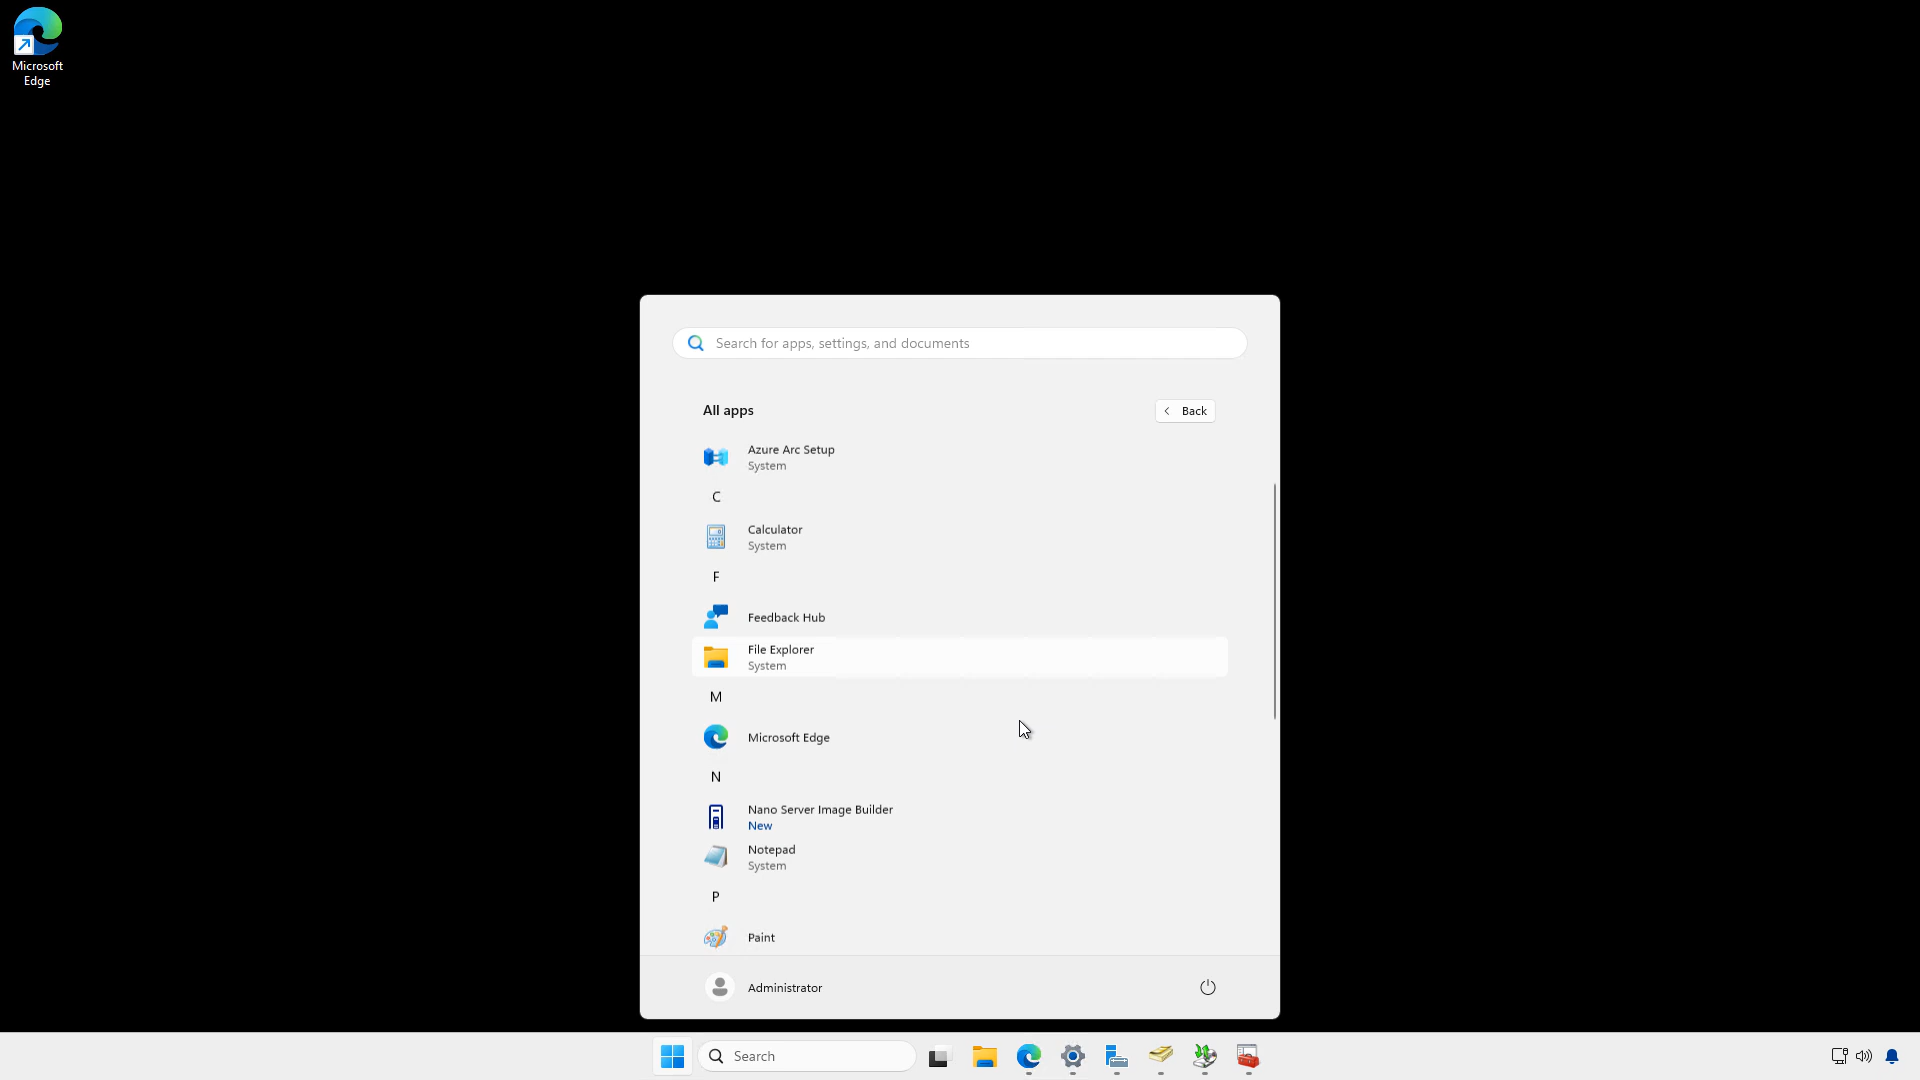 Microsoft
Edge
Search for apps, settings, and documents
All apps
Back
Azure Arc Setup
System
C
Calculator
System
F
Feedback Hub
File Explorer
System
M
Microsoft Edge
N
Nano Server Image Builder
New
Notepad
System
P
Paint
Administrator
Search